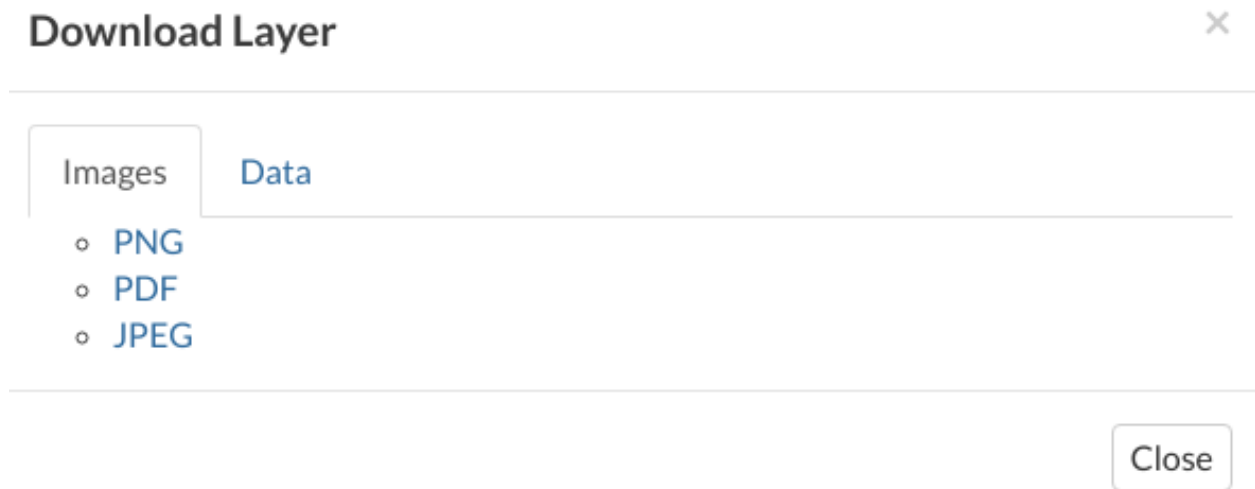 Download Layer ×
Images Data
PNG
PDF
JPEG
Close